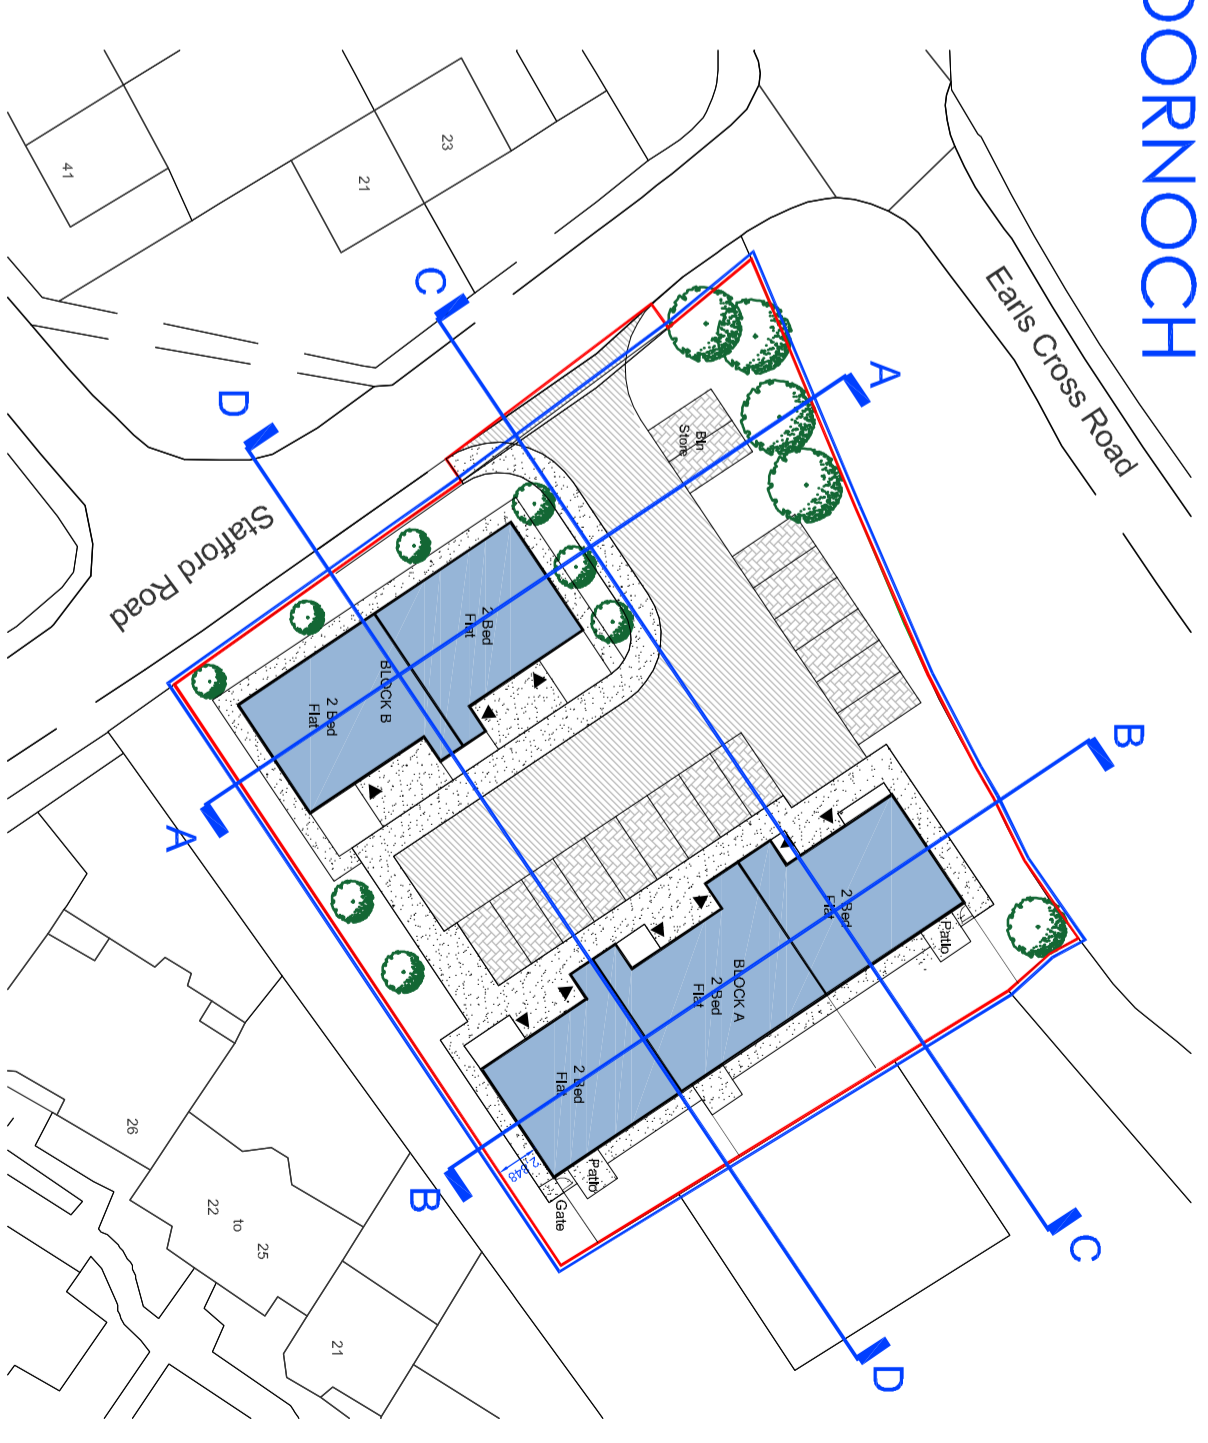 OORNOCH
Earls Cross Road
Stafford Road
23
21
41
C
D
A
B
Bin
Store
2 Bed
Flat
BLOCK B
2 Bed
Flat
2 Bed
Flat
BLOCK A
2 Bed
Flat
2 Bed
Flat
Patio
Patio
Gate
A
B
C
D
26
22
to
25
21